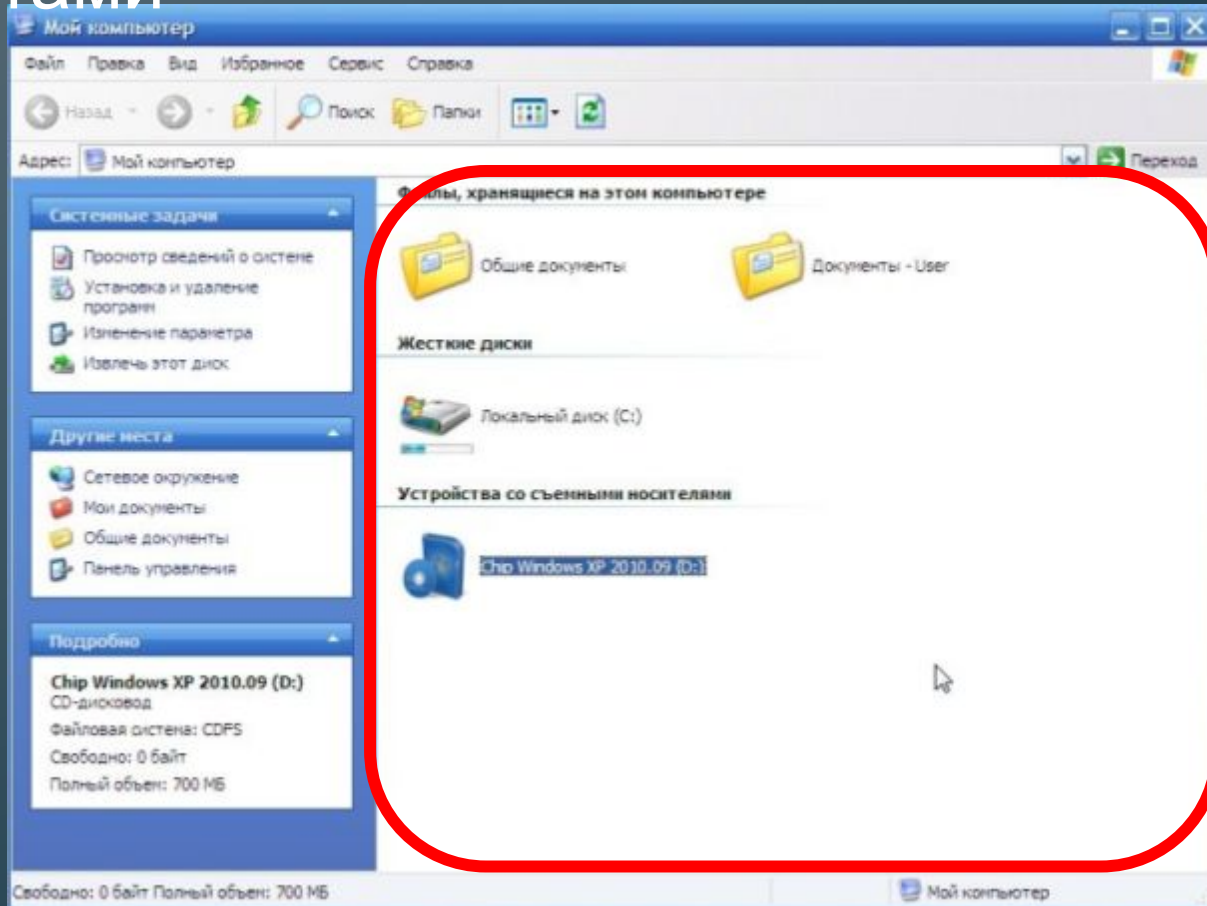 тами
Мой компьютер
Файл Правка Вид Избранное Сервис Справка
Назад Поиск Папки
Адрес: Мой компьютер Переход
Системные задачи
Просмотр сведений о системе
Установка и удаление
программ
Изменение параметра
Извлечь этот диск
Другие места
Сетевое окружение
Мои документы
Общие документы
Панель управления
Подробно
Chip Windows XP 2010.09 (D:)
CD-дисковод
Файловая система: CDFS
Свободно: 0 байт
Полный объем: 700 МБ
Файлы, хранящиеся на этом компьютере
Общие документы
Документы - User
Жесткие диски
Локальный диск (C:)
Устройства со съемными носителями
Chip Windows XP 2010.09 (D:)
Свободно: 0 байт Полный объем: 700 МБ
Мой компьютер